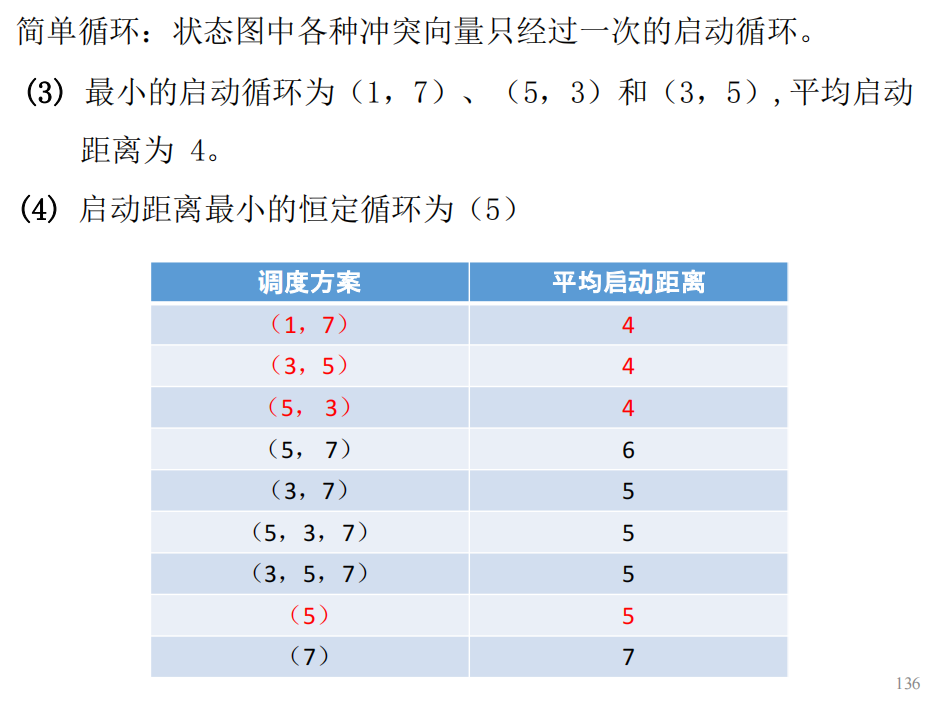 简单循环：状态图中各种冲突向量只经过一次的启动循环。
(3) 最小的启动循环为（1，7）、（5，3）和（3，5）,平均启动
距离为 4。
(4) 启动距离最小的恒定循环为（5）
调度方案 平均启动距离
（1，7） 4
（3，5） 4
（5， 3） 4
（5， 7） 6
（3，7） 5
（5，3，7） 5
（3，5，7） 5
（5） 5
（7） 7
136